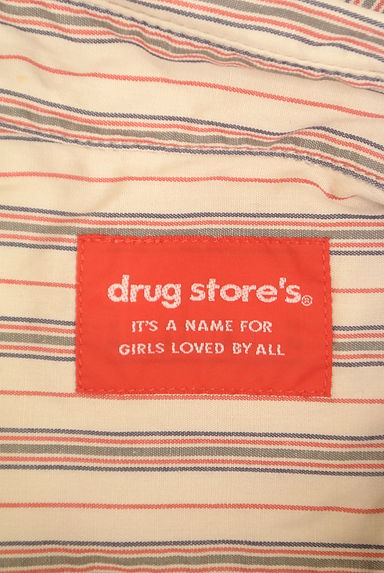 drug store's®
IT'S A NAME FOR
GIRLS LOVED BY ALL